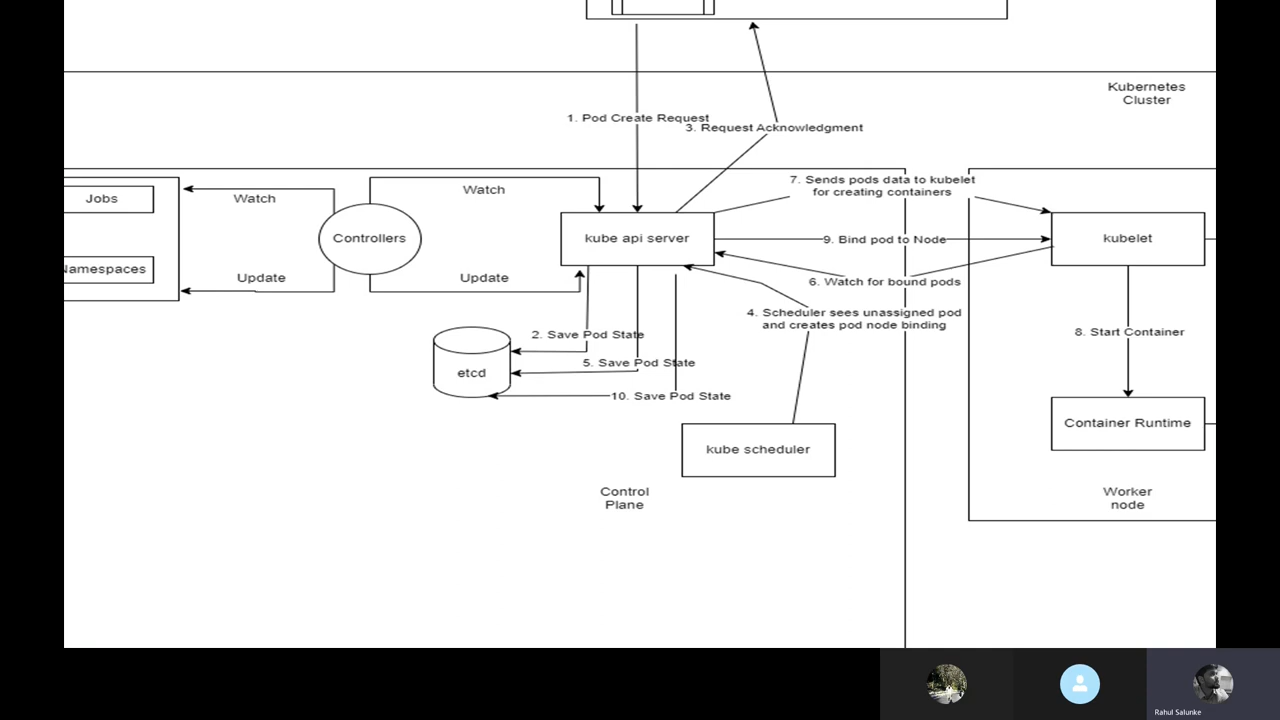 Kubernetes
Cluster
1. Pod Create Request
3. Request Acknowledgment
7. Sends pods data to kubelet
for creating containers
Jobs
Watch
Watch
Controllers
kube api server
9. Bind pod to Node
kubelet
Namespaces
Update
Update
6. Watch for bound pods
4. Scheduler sees unassigned pod
and creates pod node binding
2. Save Pod State
8. Start Container
5. Save Pod State
etcd
10. Save Pod State
Container Runtime
kube scheduler
Control
Plane
Worker
node
Rahul Salunke